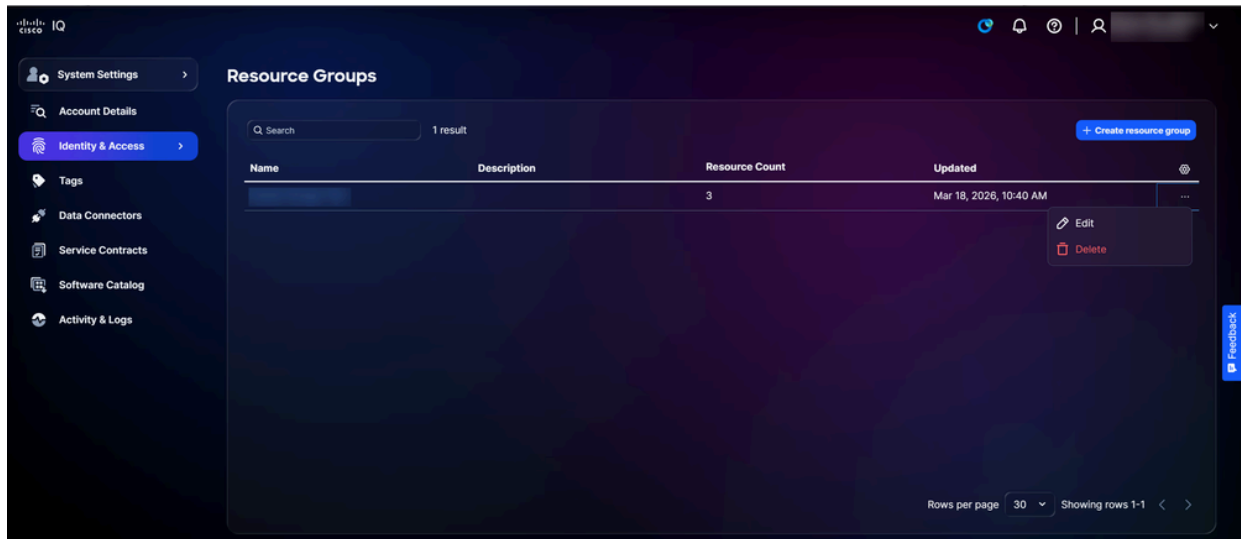 CISCO IQ
System Settings
Resource Groups
Account Details
Identity & Access
Tags
Data Connectors
Service Contracts
Software Catalog
Activity & Logs
Search
1 result
+ Create resource group
Name Description Resource Count Updated
3 Mar 18, 2026, 10:40 AM ...
Edit
Delete
Feedback
Rows per page 30 Showing rows 1-1